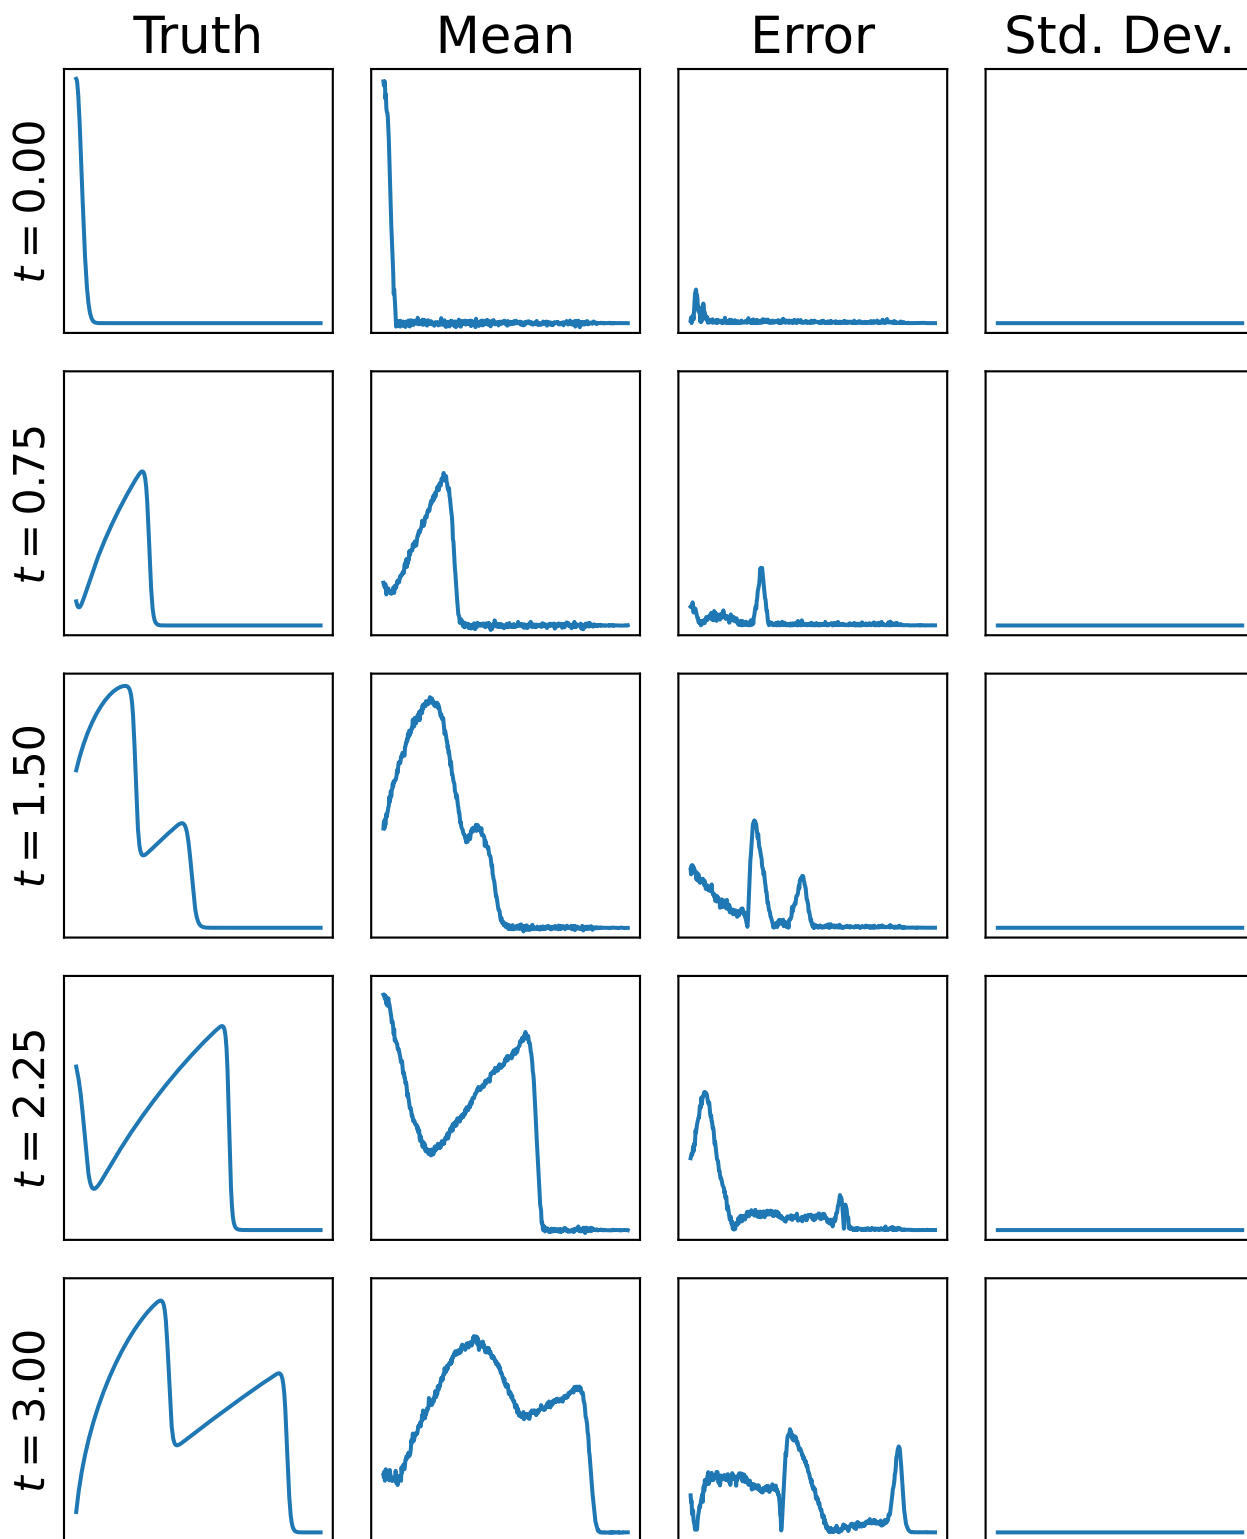 Truth Mean Error Std. Dev.
t = 0.00
t = 0.75
t = 1.50
t = 2.25
t = 3.00